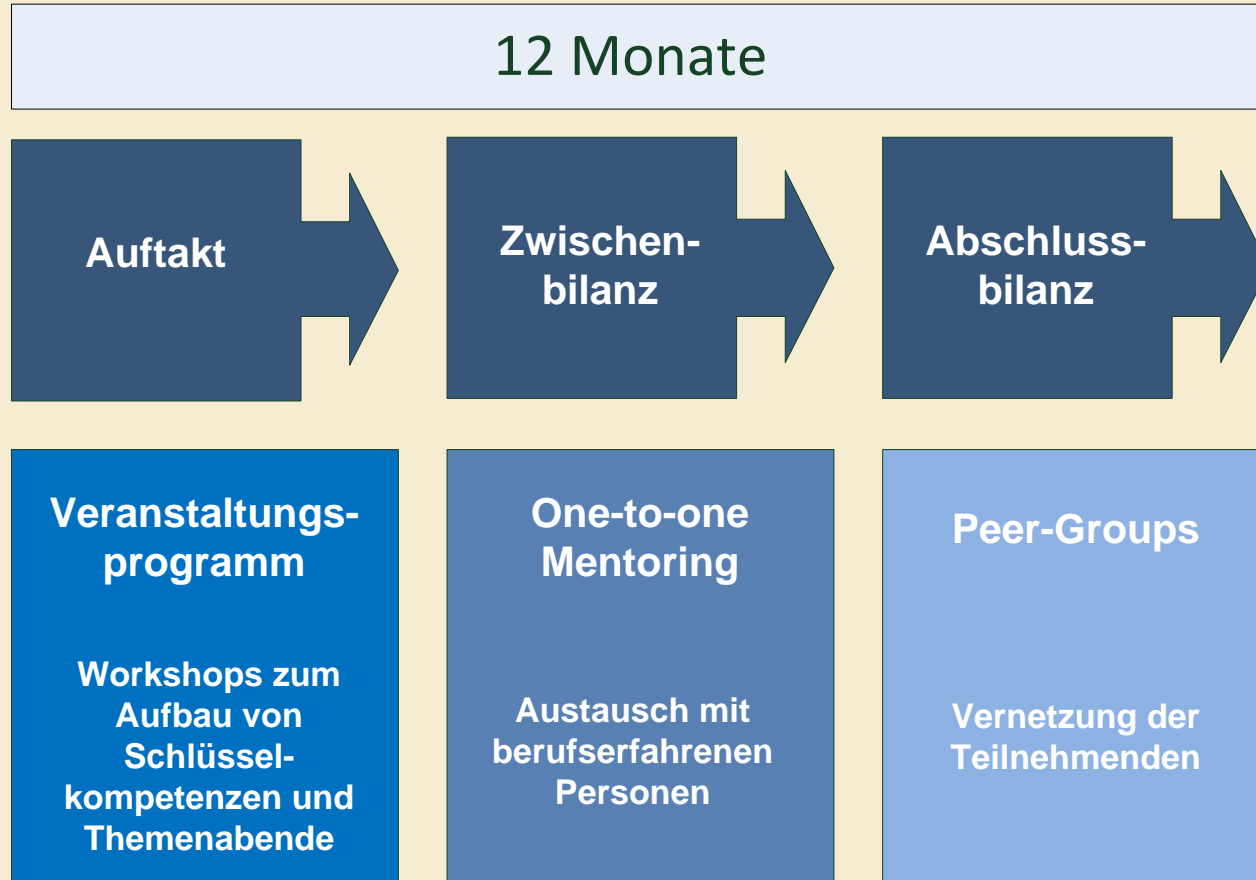 12 Monate
Auftakt
Zwischen-
bilanz
Abschluss-
bilanz
Veranstaltungs-
programm
Workshops zum
Aufbau von
Schlüssel-
kompetenzen und
Themenabende
One-to-one
Mentoring
Austausch mit
berufserfahrenen
Personen
Peer-Groups
Vernetzung der
Teilnehmenden